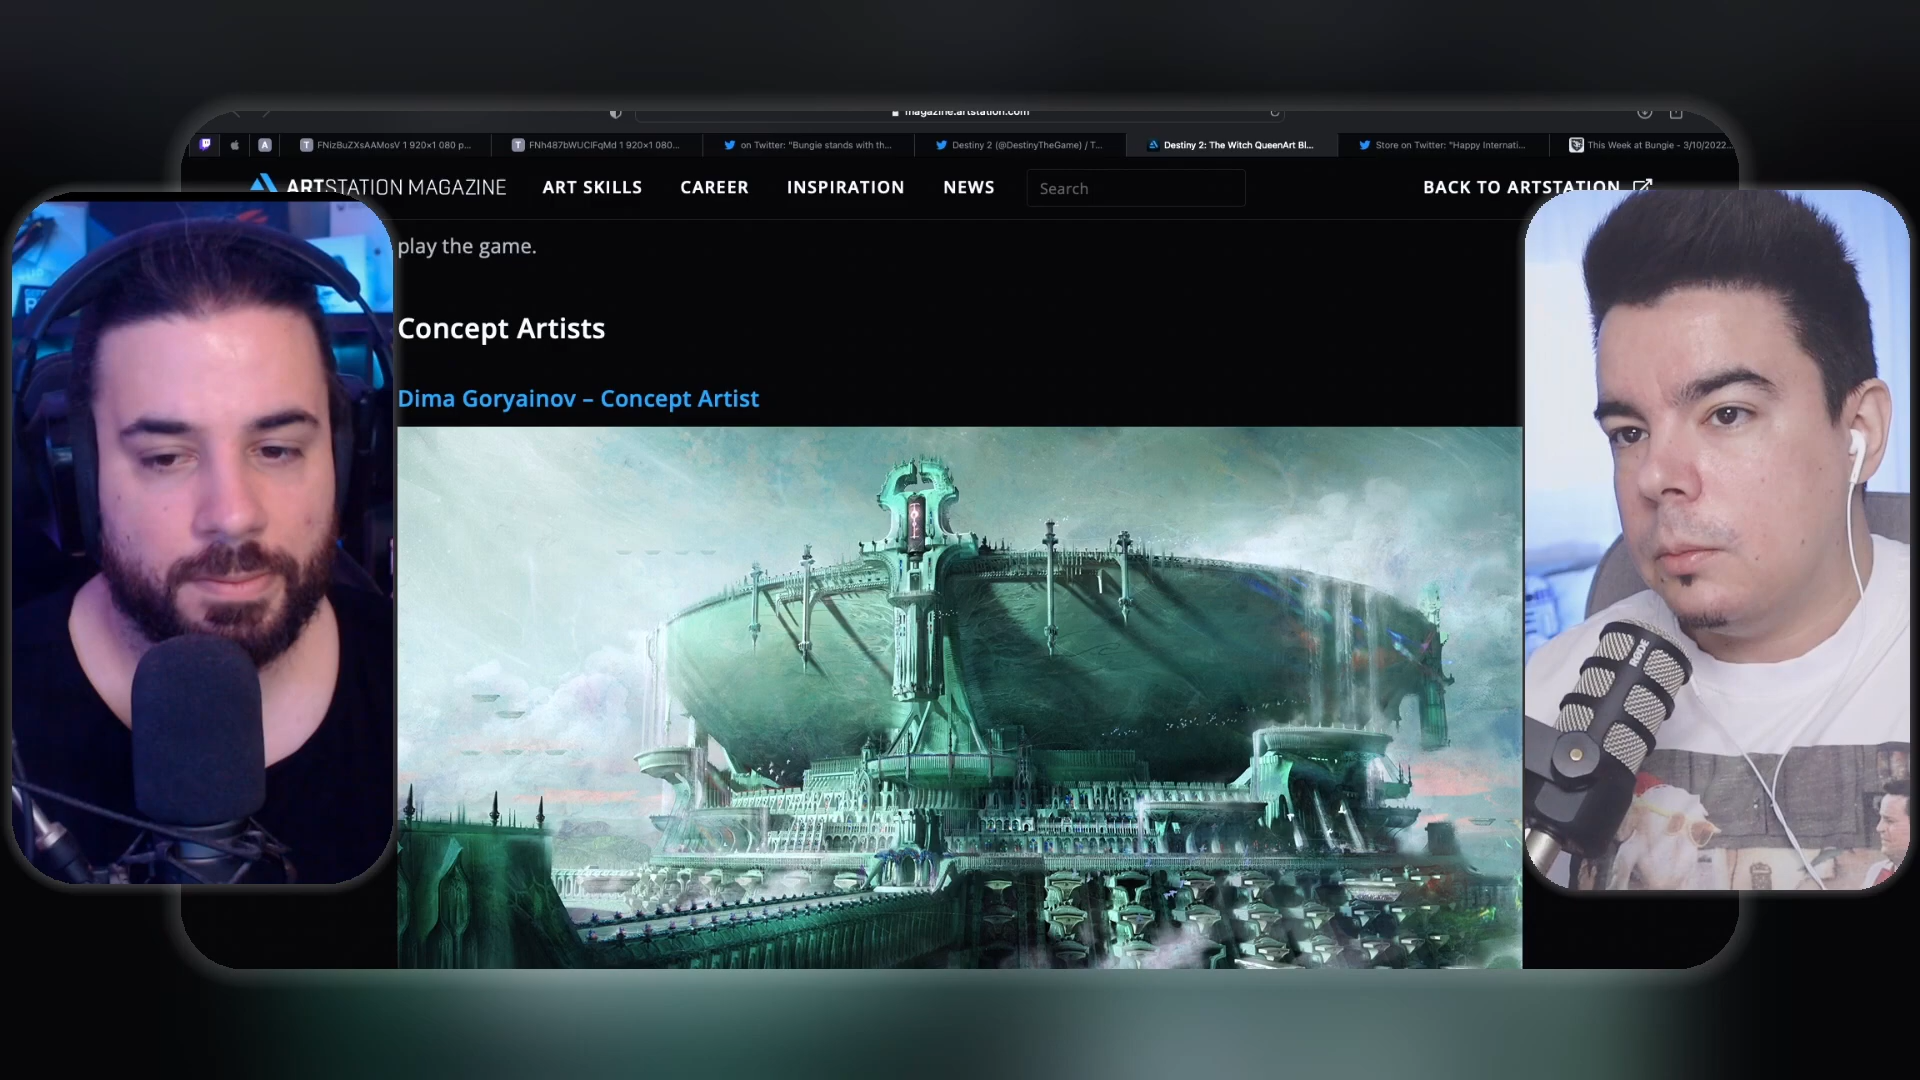 magazine.artstation.com
A
T FNizBuZXsAAMosV 1 920×1 080 p...
T FNh487bWUCIFqMd 1 920×1 080...
on Twitter: "Bungie stands with th...
Destiny 2 (@DestinyTheGame) / T...
Destiny 2: The Witch QueenArt Bl...
Store on Twitter: "Happy Internati...
This Week at Bungie - 3/10/2022...
ARTSTATION MAGAZINE
ART SKILLS
CAREER
INSPIRATION
NEWS
Search
BACK TO ARTSTATION
play the game.
Concept Artists
Dima Goryainov – Concept Artist
RØDE